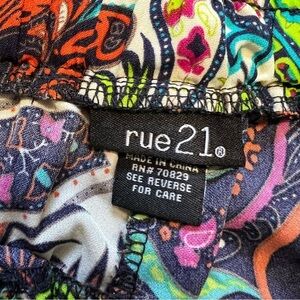 rue21®
MADE IN CHINA
RN# 70829
SEE REVERSE
FOR CARE